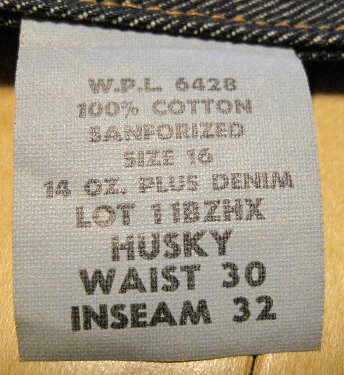 W.P.L. 6428
100% COTTON
SANFORIZED
SIZE 16
14 OZ. PLUS DENIM
LOT 11BZHX
HUSKY
WAIST 30
INSEAM 32